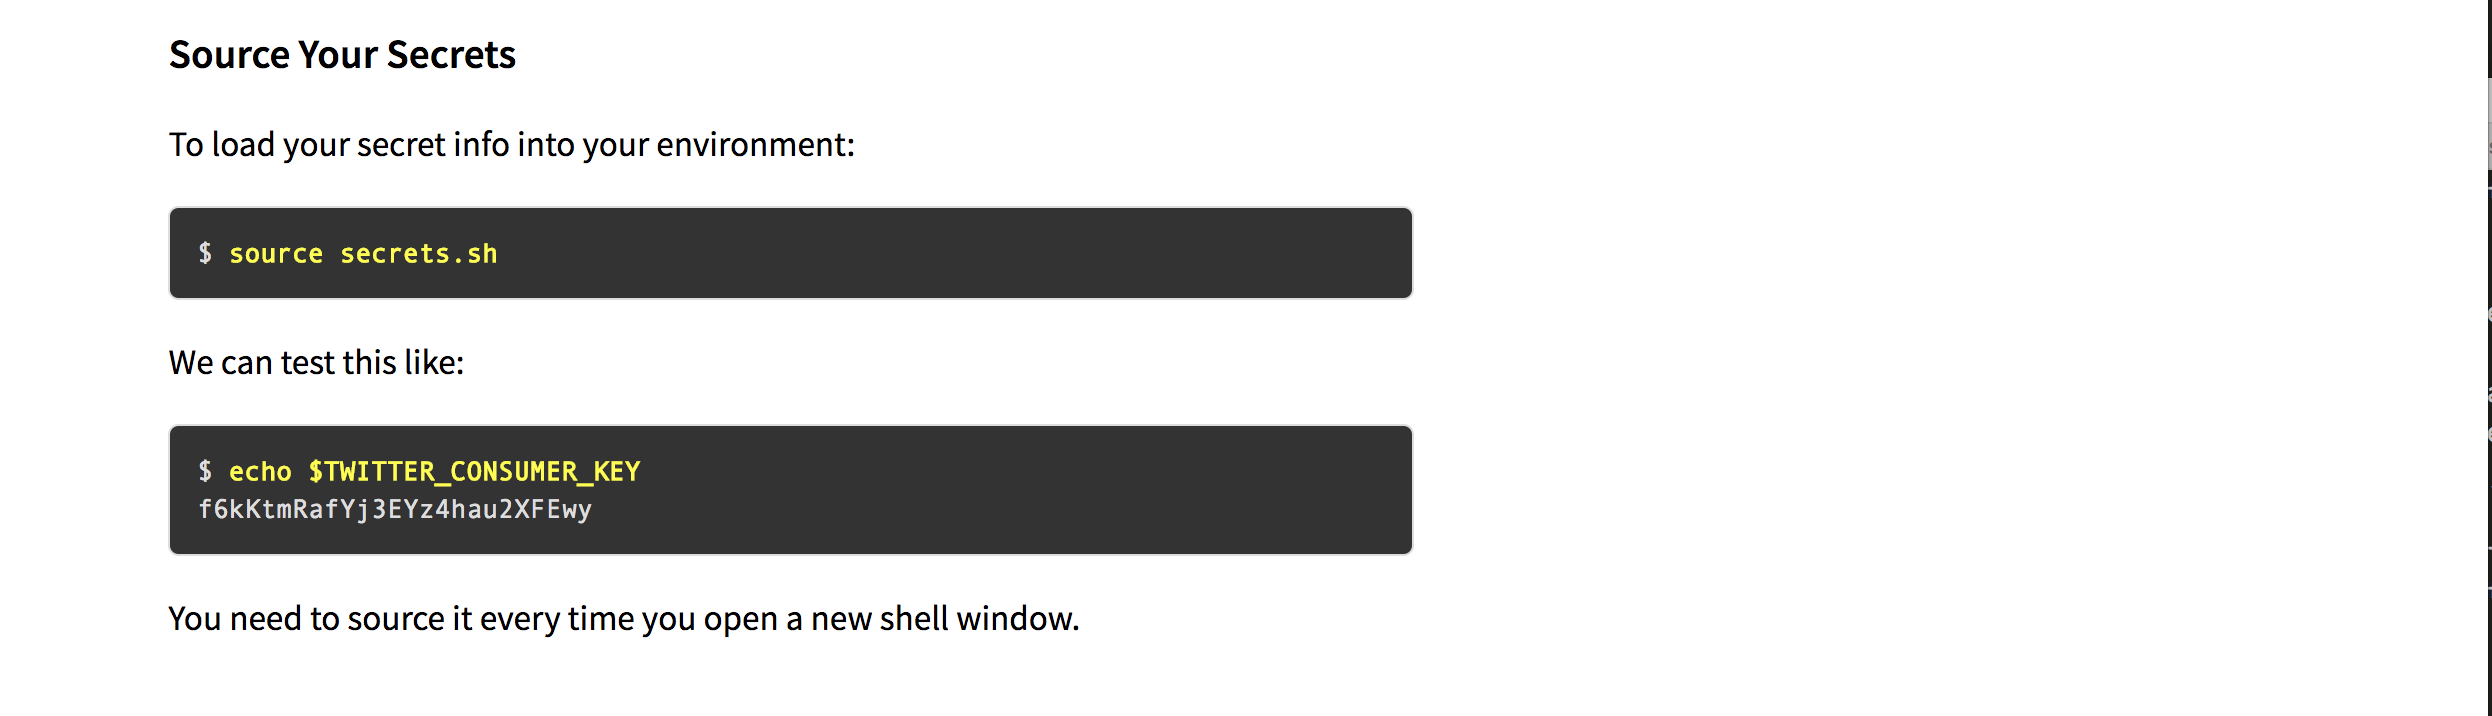 Source Your Secrets
To load your secret info into your environment:
$ source secrets.sh
We can test this like:
$ echo $TWITTER_CONSUMER_KEY
f6kKtmRafYj3EYz4hau2XFEwy
You need to source it every time you open a new shell window.